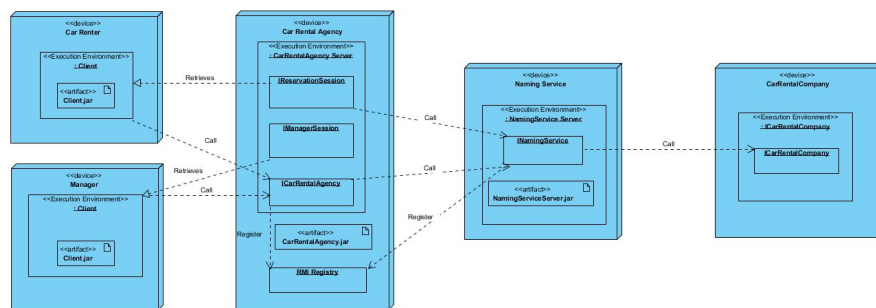 <<device>>
Car Renter
<<Execution Environment>>
: Client
<<artifact>>
Client.jar
<<device>>
Manager
<<Execution Environment>>
: Client
<<artifact>>
Client.jar
Retrieves
Call
Retrieves
Call
<<device>>
Car Rental Agency
<<Execution Environment>>
: CarRentalAgency Server
IReservationSession
IManagerSession
ICarRentalAgency
Register
<<artifact>>
CarRentalAgency.jar
RMI Registry
Call
Call
Register
<<device>>
Naming Service
<<Execution Environment>>
: NamingService Server
INamingService
<<artifact>>
NamingServiceServer.jar
Call
<<device>>
CarRentalCompany
<<Execution Environment>>
: ICarRentalCompany
ICarRentalCompany